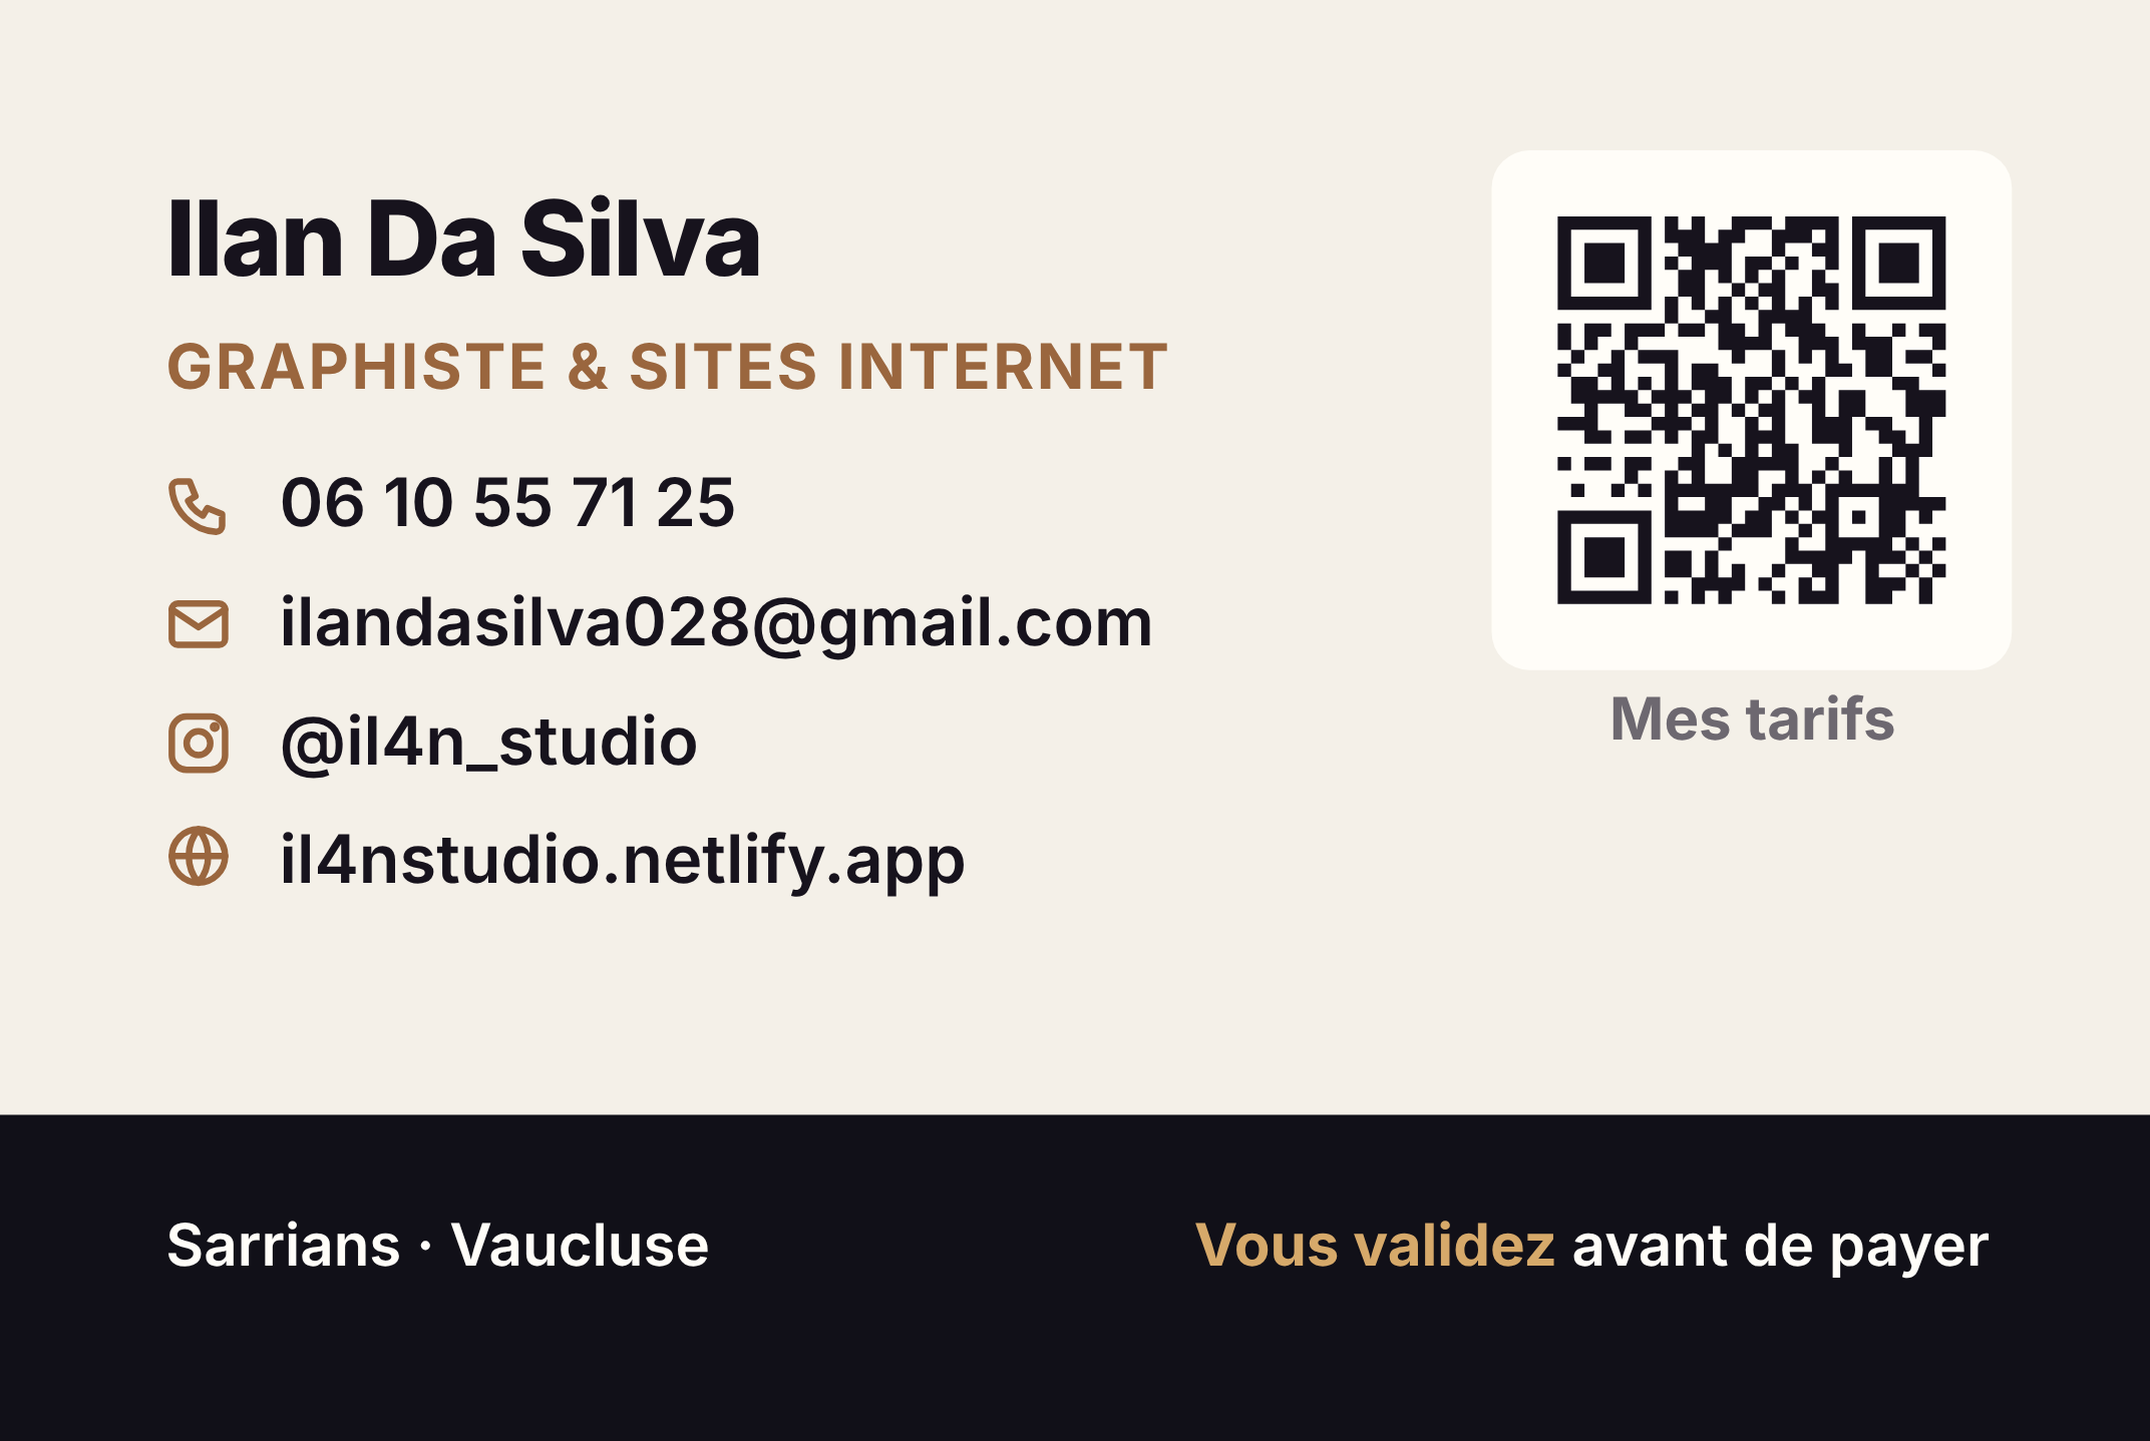 Ilan Da Silva
GRAPHISTE & SITES INTERNET
06 10 55 71 25
ilandasilva028@gmail.com
@il4n_studio
il4nstudio.netlify.app
Mes tarifs
Sarrians · Vaucluse
Vous validez avant de payer